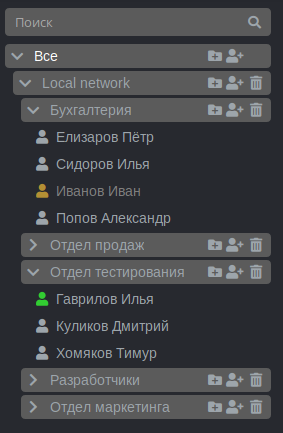 Поиск
Все
Local network
Бухгалтерия
Елизаров Пётр
Сидоров Илья
Иванов Иван
Попов Александр
Отдел продаж
Отдел тестирования
Гаврилов Илья
Куликов Дмитрий
Хомяков Тимур
Разработчики
Отдел маркетинга